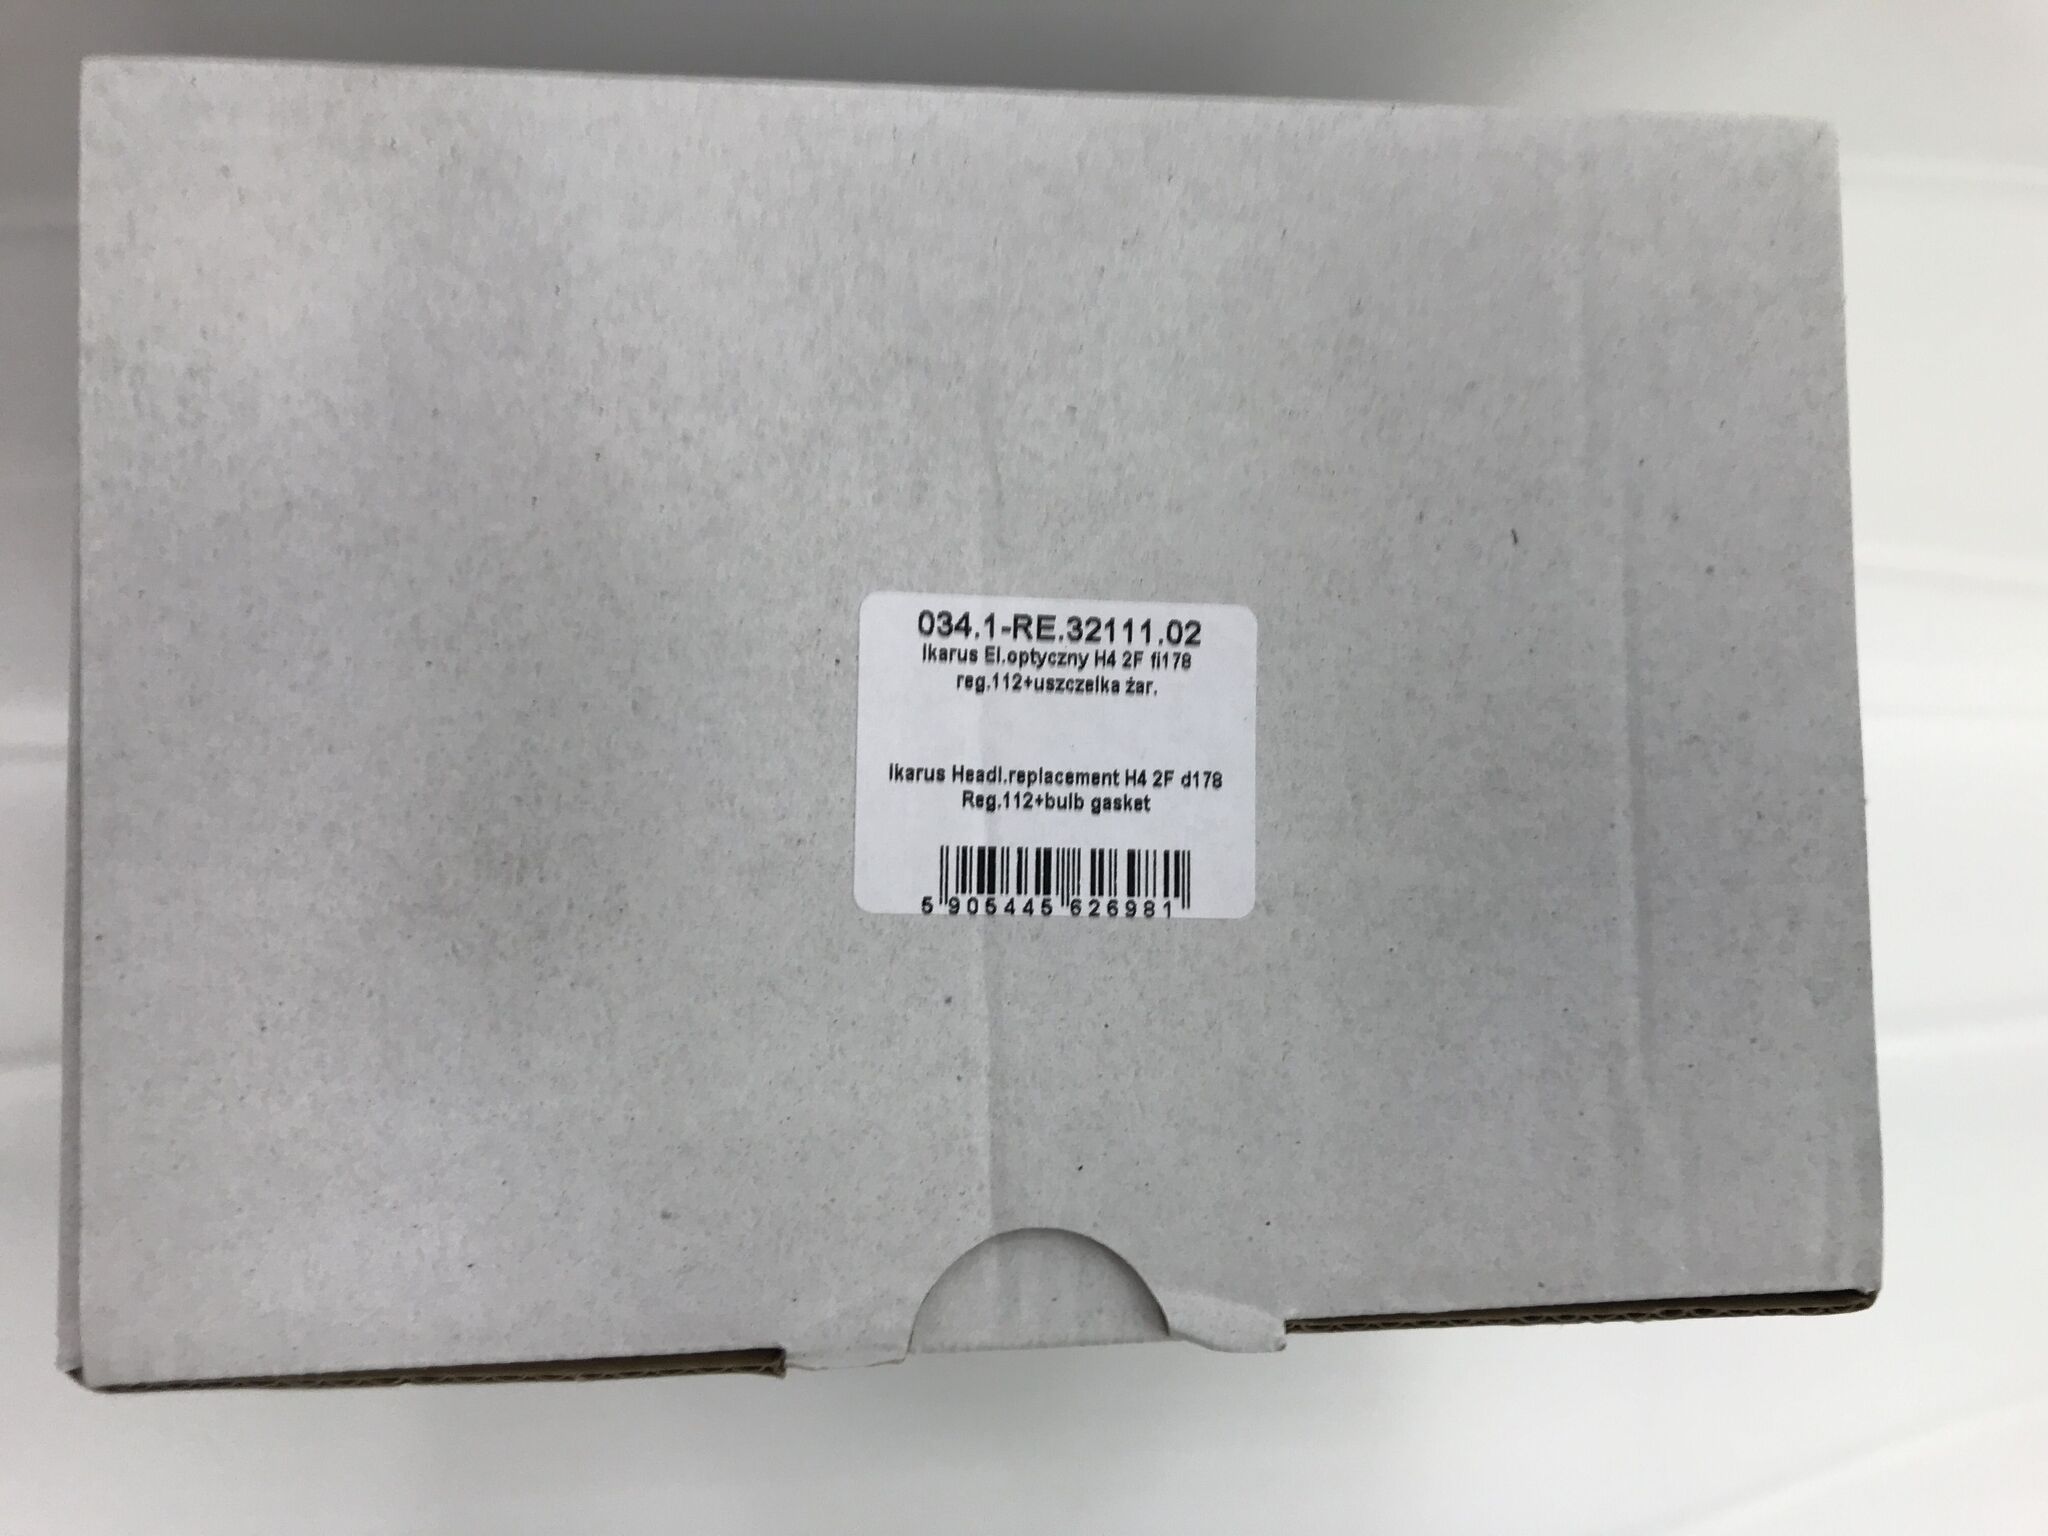 034.1-RE.32111.02
Ikarus El.optyczny H4 2F fi178
reg.112+uszczelka żar.
Ikarus Headl.replacement H4 2F d178
Reg.112+bulb gasket
5 905445 626981